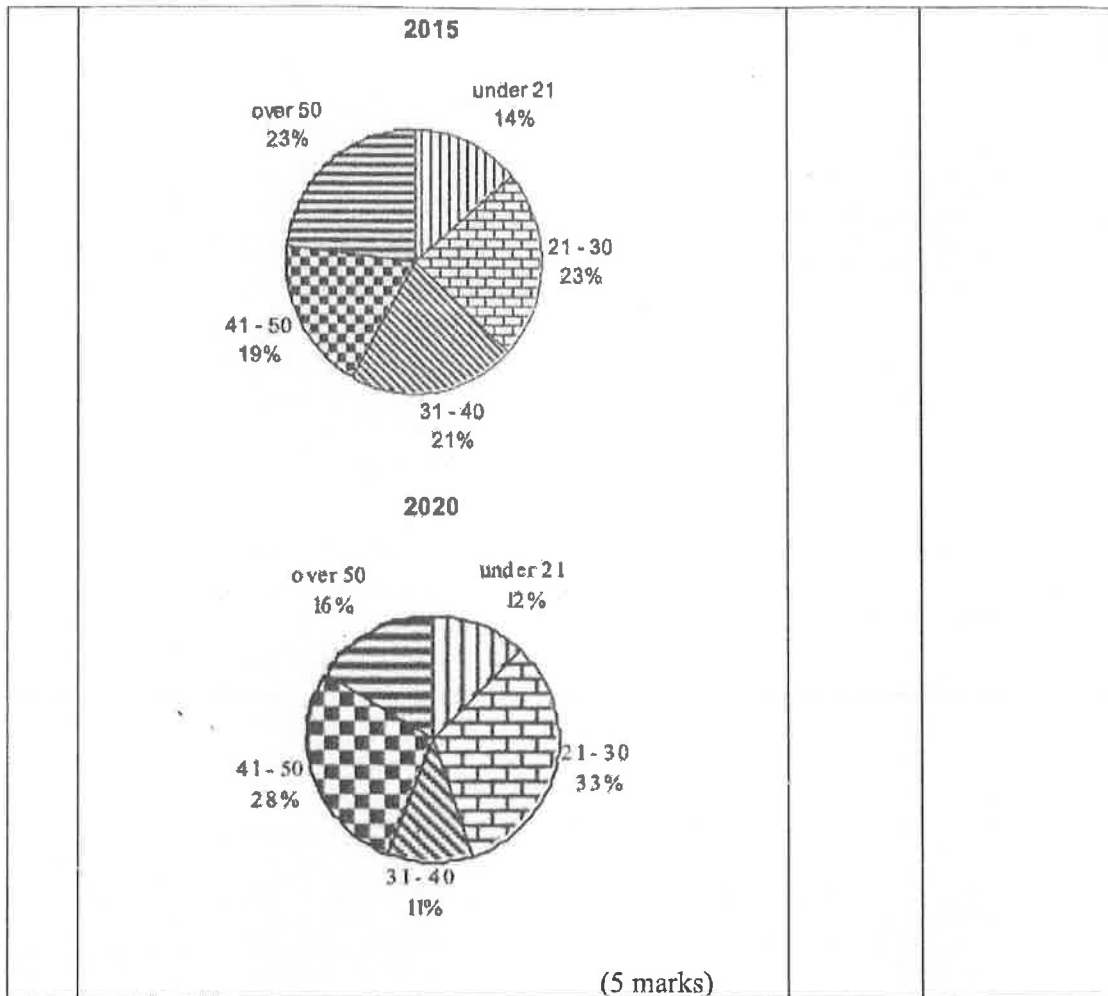 2015
under 21
14%
over 50
23%
21 - 30
23%
41 - 50
19%
31 - 40
21%
2020
over 50
16%
under 21
12%
21 - 30
33%
41 - 50
28%
31 - 40
11%
(5 marks)